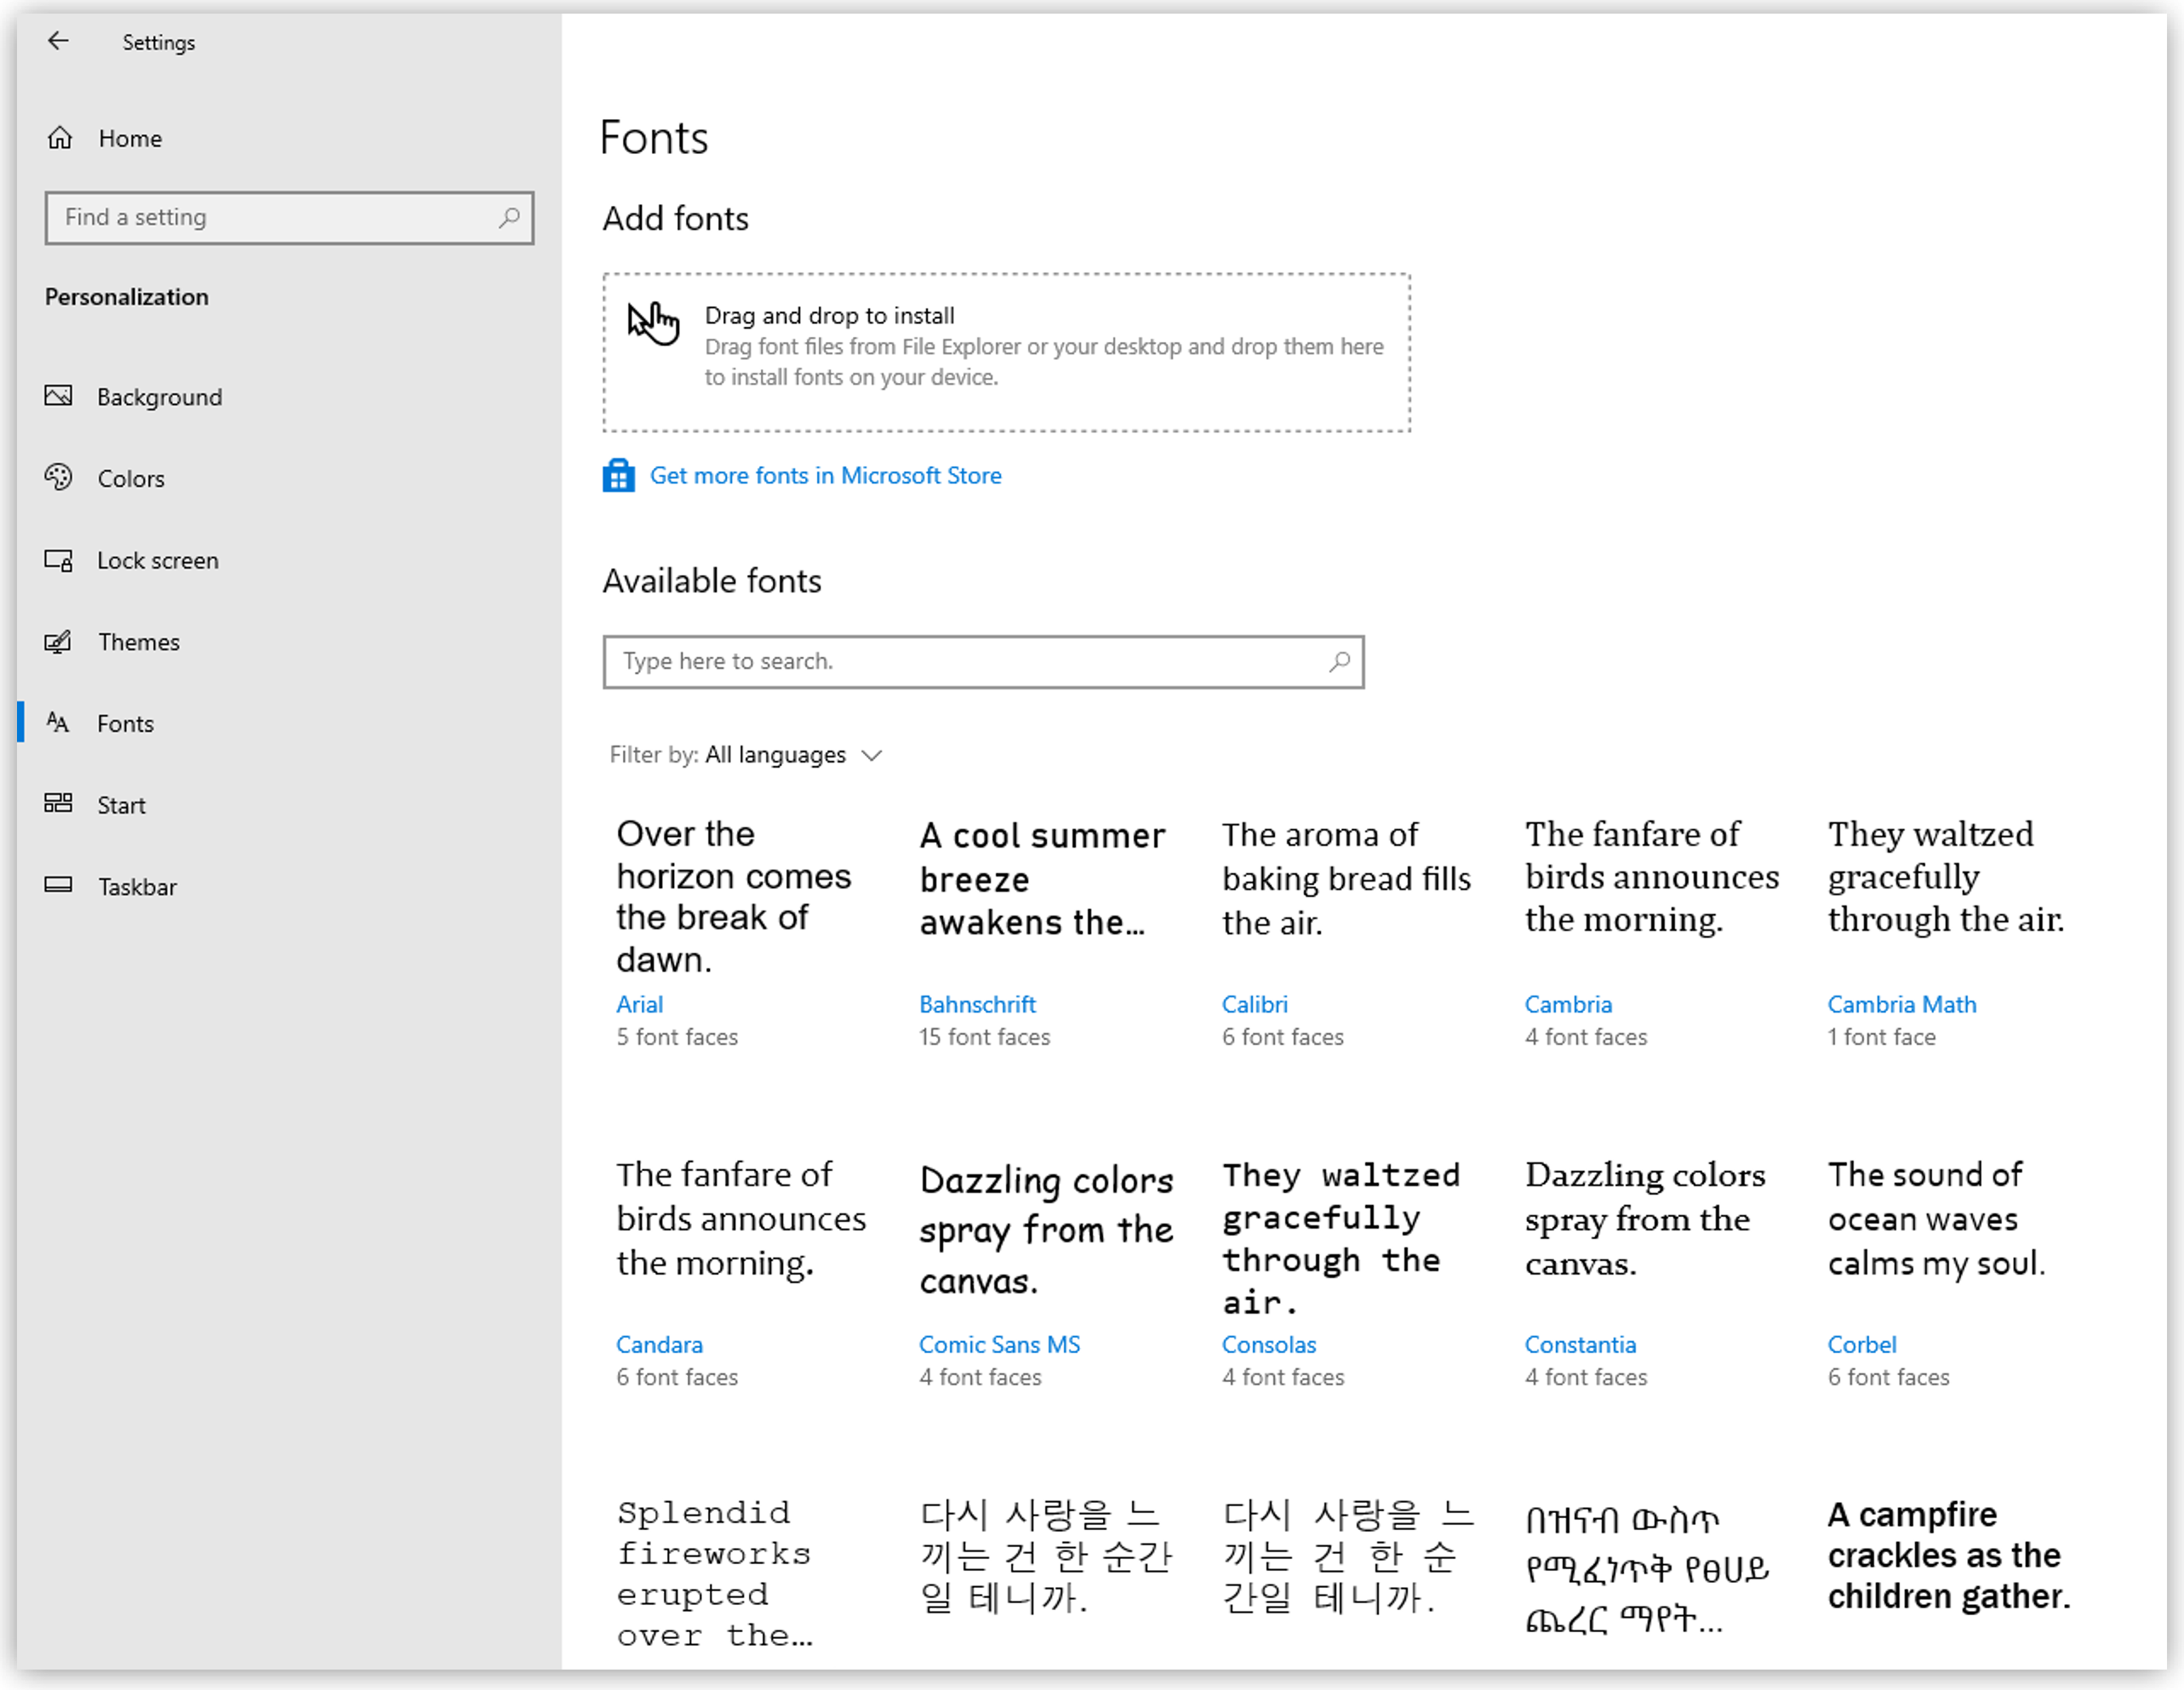 Settings
Home
Find a setting
Personalization
Background
Colors
Lock screen
Themes
Fonts
Start
Taskbar
Fonts
Add fonts
Drag and drop to install
Drag font files from File Explorer or your desktop and drop them here
to install fonts on your device.
Get more fonts in Microsoft Store
Available fonts
Type here to search.
Filter by: All languages
Over the
horizon comes
the break of
dawn.
Arial
5 font faces
A cool summer
breeze
awakens the...
Bahnschrift
15 font faces
The aroma of
baking bread fills
the air.
Calibri
6 font faces
The fanfare of
birds announces
the morning.
Cambria
4 font faces
They waltzed
gracefully
through the air.
Cambria Math
1 font face
The fanfare of
birds announces
the morning.
Candara
6 font faces
Dazzling colors
spray from the
canvas.
Comic Sans MS
4 font faces
They waltzed
gracefully
through the
air.
Consolas
4 font faces
Dazzling colors
spray from the
canvas.
Constantia
4 font faces
The sound of
ocean waves
calms my soul.
Corbel
6 font faces
Splendid
fireworks
erupted
over the...
다시 사랑을 느
끼는 건 한 순간
일 테니까.
다시 사랑을 느
끼는 건 한 순
간일 테니까.
በዝናብ ውስጥ
የሚፈነጥቅ የፀሀይ
ጨረር ማየት...
A campfire
crackles as the
children gather.